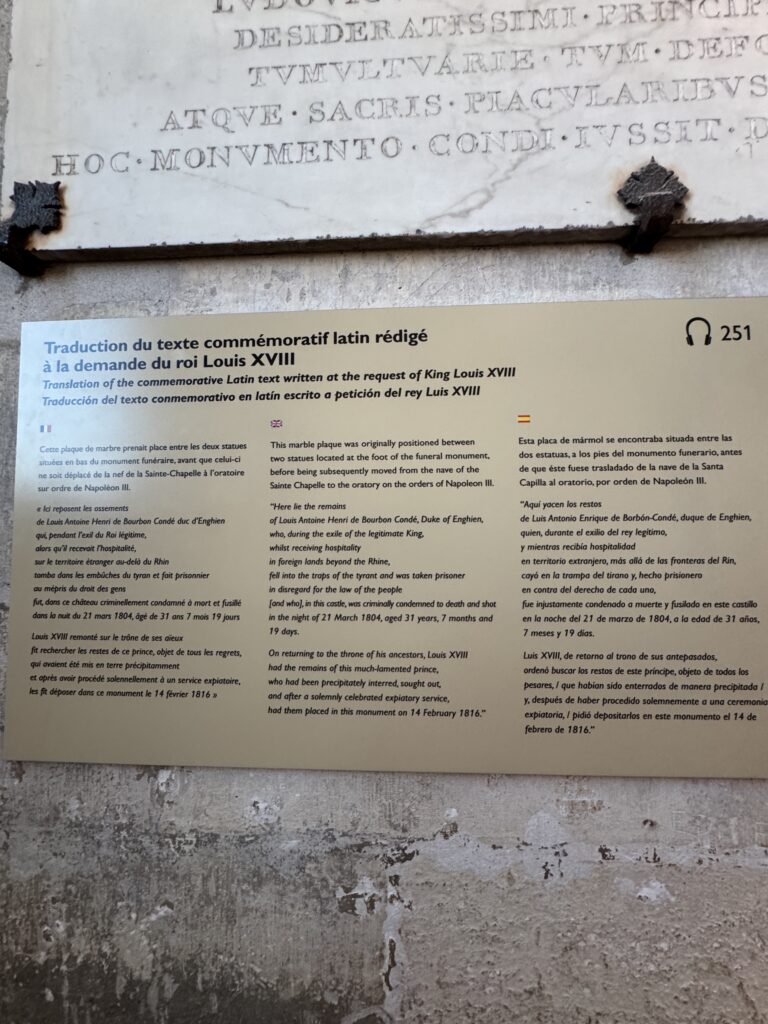 LVDOVIC
DESIDERATISSIMI · PRINCIP
TVMVLTVARIE · TVM · DEFO
ATQVE · SACRIS · PIACVLARIBVS
HOC · MONVMENTO · CONDI · IVSSIT · D
Traduction du texte commémoratif latin rédigé
à la demande du roi Louis XVIII
Translation of the commemorative Latin text written at the request of King Louis XVIII
Traducción del texto conmemorativo en latín escrito a petición del rey Luis XVIII
251
Cette plaque de marbre prenait place entre les deux statues
situées en bas du monument funéraire, avant que celui-ci
ne soit déplacé de la nef de la Sainte-Chapelle à l'oratoire
sur ordre de Napoléon III.
« Ici reposent les ossements
de Louis Antoine Henri de Bourbon Condé duc d'Enghien
qui, pendant l'exil du Roi légitime,
alors qu'il recevait l'hospitalité,
sur le territoire étranger au-delà du Rhin
tomba dans les embûches du tyran et fait prisonnier
au mépris du droit des gens
fut, dans ce château criminellement condamné à mort et fusillé
dans la nuit du 21 mars 1804, âgé de 31 ans 7 mois 19 jours
Louis XVIII remonté sur le trône de ses aïeux
fit rechercher les restes de ce prince, objet de tous les regrets,
qui avaient été mis en terre précipitamment
et après avoir procédé solennellement à un service expiatoire,
les fit déposer dans ce monument le 14 février 1816 »
This marble plaque was originally positioned between
two statues located at the foot of the funeral monument,
before being subsequently moved from the nave of the
Sainte Chapelle to the oratory on the orders of Napoleon III.
"Here lie the remains
of Louis Antoine Henri de Bourbon Condé, Duke of Enghien,
who, during the exile of the legitimate King,
whilst receiving hospitality
in foreign lands beyond the Rhine,
fell into the traps of the tyrant and was taken prisoner
in disregard for the law of the people
[and who], in this castle, was criminally condemned to death and shot
in the night of 21 March 1804, aged 31 years, 7 months and
19 days.
On returning to the throne of his ancestors, Louis XVIII
had the remains of this much-lamented prince,
who had been precipitately interred, sought out,
and after a solemnly celebrated expiatory service,
had them placed in this monument on 14 February 1816."
Esta placa de mármol se encontraba situada entre las
dos estatuas, a los pies del monumento funerario, antes
de que éste fuese trasladado de la nave de la Santa
Capilla al oratorio, por orden de Napoleón III.
"Aquí yacen los restos
de Luis Antonio Enrique de Borbón-Condé, duque de Enghien,
quien, durante el exilio del rey legítimo,
y mientras recibía hospitalidad
en territorio extranjero, más allá de las fronteras del Rin,
cayó en la trampa del tirano y, hecho prisionero
en contra del derecho de cada uno,
fue injustamente condenado a muerte y fusilado en este castillo
en la noche del 21 de marzo de 1804, a la edad de 31 años,
7 meses y 19 días.
Luis XVIII, de retorno al trono de sus antepasados,
ordenó buscar los restos de este príncipe, objeto de todos los
pesares, / que habían sido enterrados de manera precipitada /
y, después de haber procedido solemnemente a una ceremonia
expiatoria, / pidió depositarlos en este monumento el 14 de
febrero de 1816."